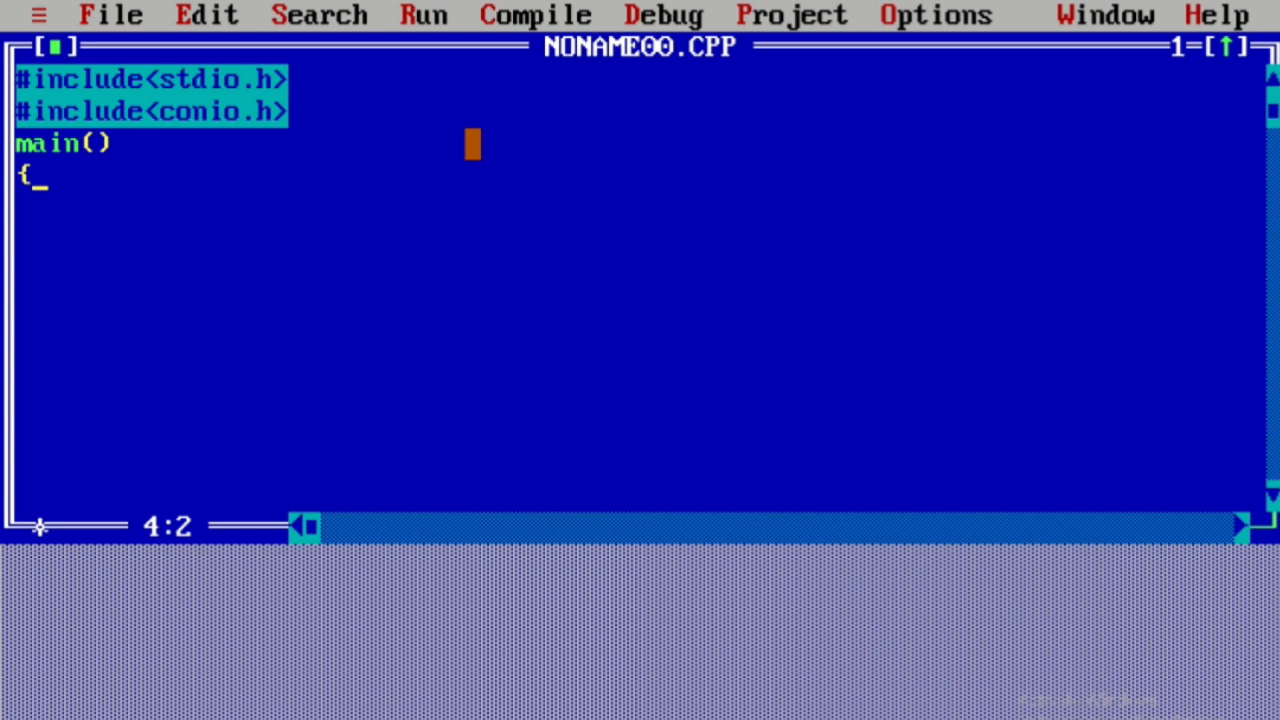 ≡ File Edit Search Run Compile Debug Project Options Window Help
[■] NONAME00.CPP 1=[↑]
#include<stdio.h>
#include<conio.h>
main()
{_
4:2